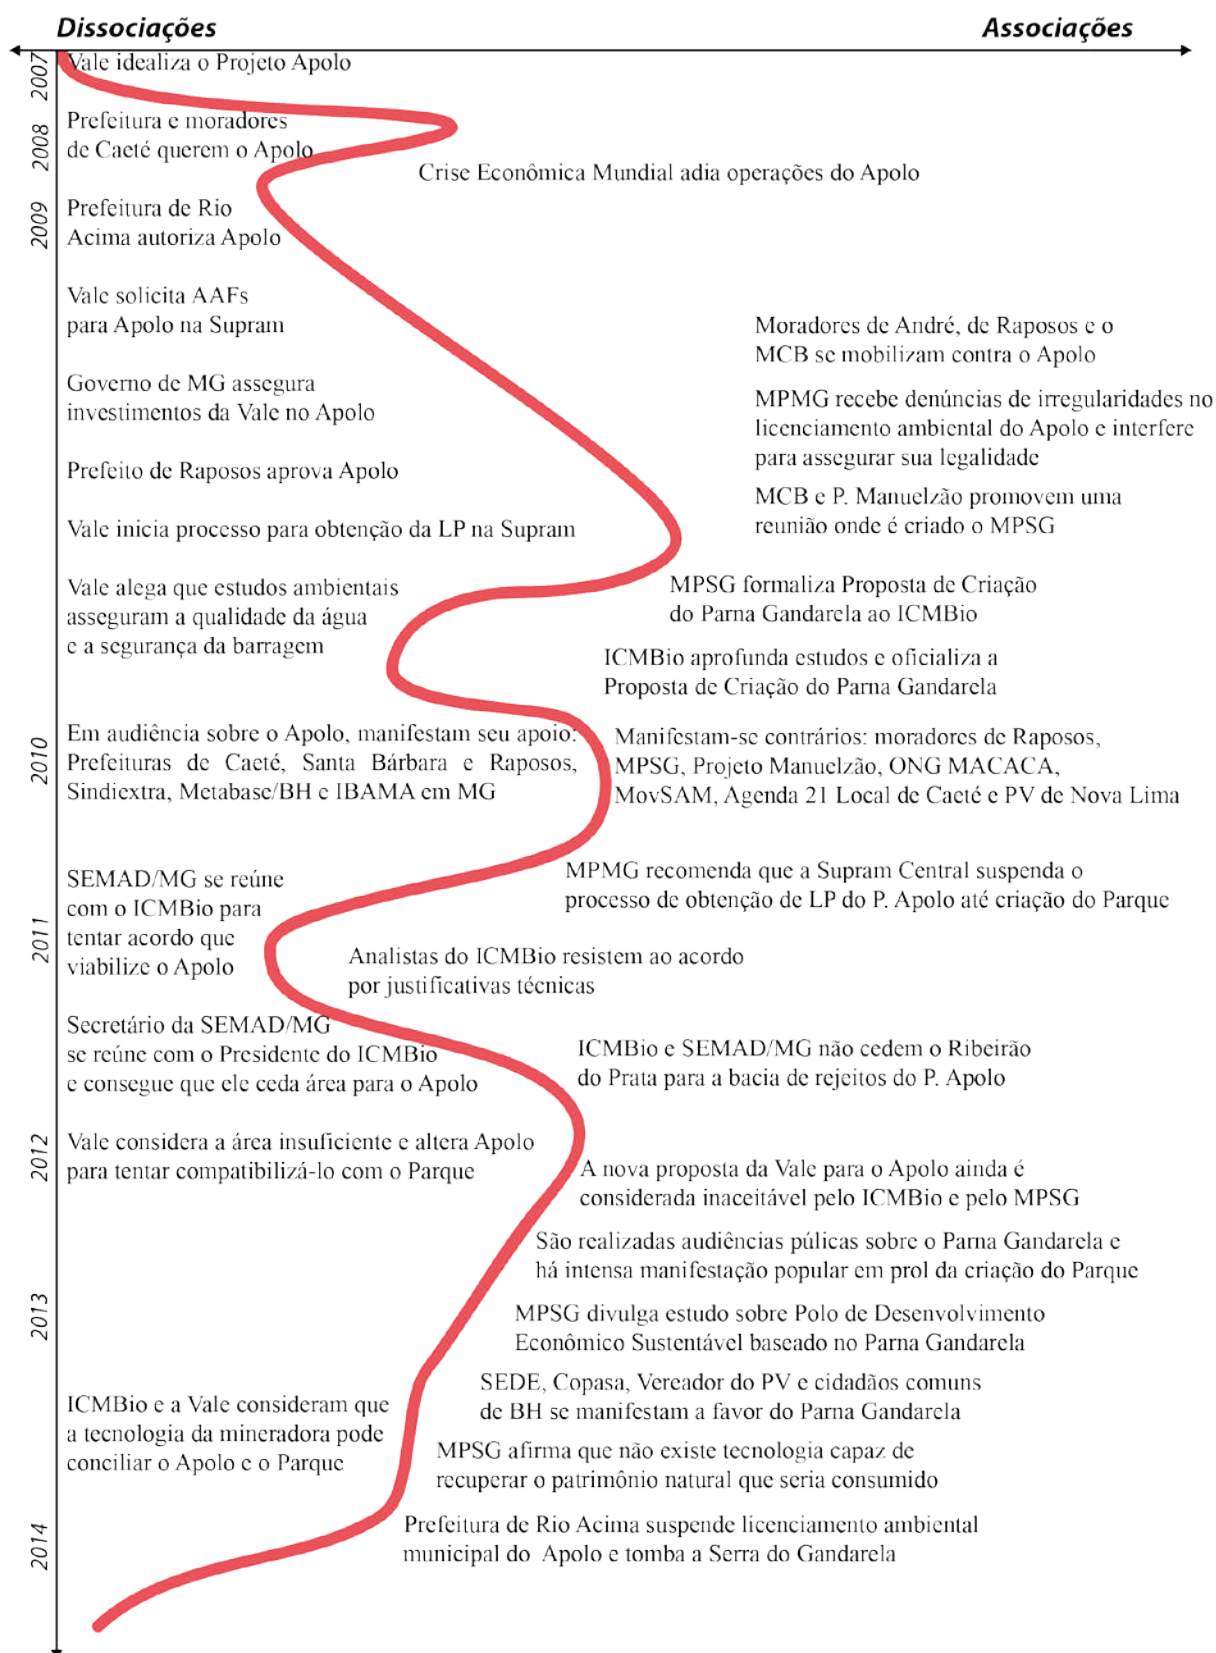 Dissociações
Associações
2007
Vale idealiza o Projeto Apolo
2008
Prefeitura e moradores
de Caeté querem o Apolo
Crise Econômica Mundial adia operações do Apolo
2009
Prefeitura de Rio
Acima autoriza Apolo
Vale solicita AAFs
para Apolo na Supram
Moradores de André, de Raposos e o
MCB se mobilizam contra o Apolo
Governo de MG assegura
investimentos da Vale no Apolo
MPMG recebe denúncias de irregularidades no
licenciamento ambiental do Apolo e interfere
para assegurar sua legalidade
Prefeito de Raposos aprova Apolo
MCB e P. Manuelzão promovem uma
reunião onde é criado o MPSG
Vale inicia processo para obtenção da LP na Supram
Vale alega que estudos ambientais
asseguram a qualidade da água
e a segurança da barragem
MPSG formaliza Proposta de Criação
do Parna Gandarela ao ICMBio
ICMBio aprofunda estudos e oficializa a
Proposta de Criação do Parna Gandarela
2010
Em audiência sobre o Apolo, manifestam seu apoio:
Prefeituras de Caeté, Santa Bárbara e Raposos,
Sindiextra, Metabase/BH e IBAMA em MG
Manifestam-se contrários: moradores de Raposos,
MPSG, Projeto Manuelzão, ONG MACACA,
MovSAM, Agenda 21 Local de Caeté e PV de Nova Lima
MPMG recomenda que a Supram Central suspenda o
processo de obtenção de LP do P. Apolo até criação do Parque
2011
SEMAD/MG se reúne
com o ICMBio para
tentar acordo que
viabilize o Apolo
Analistas do ICMBio resistem ao acordo
por justificativas técnicas
Secretário da SEMAD/MG
se reúne com o Presidente do ICMBio
e consegue que ele ceda área para o Apolo
ICMBio e SEMAD/MG não cedem o Ribeirão
do Prata para a bacia de rejeitos do P. Apolo
2012
Vale considera a área insuficiente e altera Apolo
para tentar compatibilizá-lo com o Parque
A nova proposta da Vale para o Apolo ainda é
considerada inaceitável pelo ICMBio e pelo MPSG
São realizadas audiências púlicas sobre o Parna Gandarela e
há intensa manifestação popular em prol da criação do Parque
2013
MPSG divulga estudo sobre Polo de Desenvolvimento
Econômico Sustentável baseado no Parna Gandarela
SEDE, Copasa, Vereador do PV e cidadãos comuns
de BH se manifestam a favor do Parna Gandarela
ICMBio e a Vale consideram que
a tecnologia da mineradora pode
conciliar o Apolo e o Parque
MPSG afirma que não existe tecnologia capaz de
recuperar o patrimônio natural que seria consumido
2014
Prefeitura de Rio Acima suspende licenciamento ambiental
municipal do Apolo e tomba a Serra do Gandarela